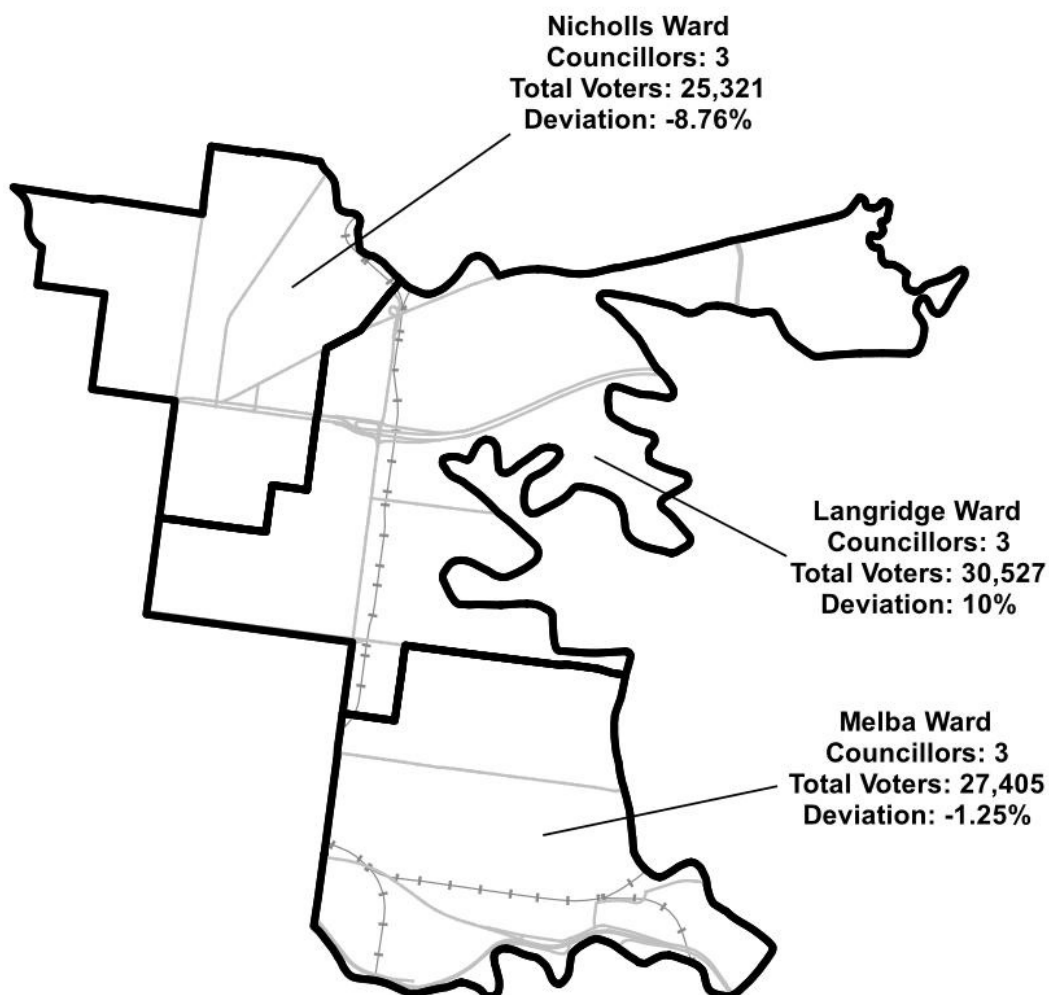 Nicholls Ward
Councillors: 3
Total Voters: 25,321
Deviation: -8.76%
Langridge Ward
Councillors: 3
Total Voters: 30,527
Deviation: 10%
Melba Ward
Councillors: 3
Total Voters: 27,405
Deviation: -1.25%